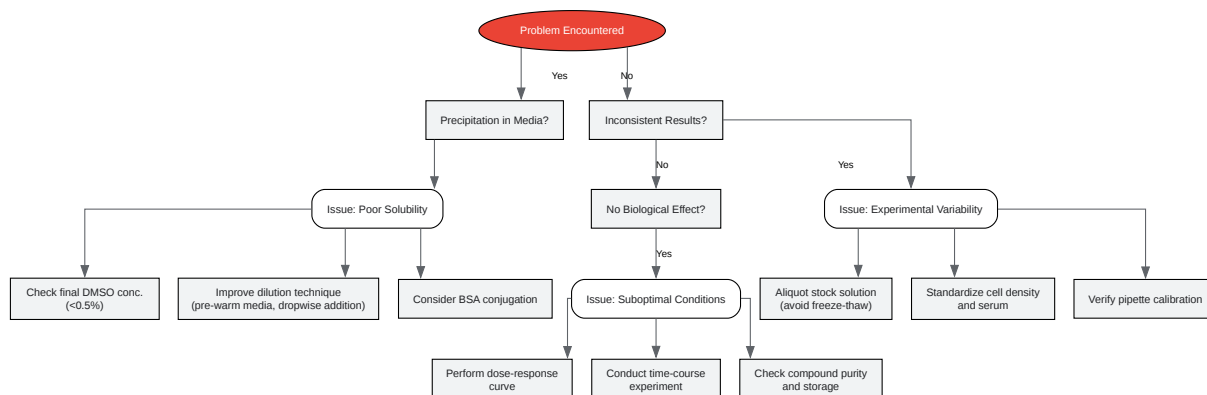 Problem Encountered
Yes
No
Precipitation in Media?
Inconsistent Results?
No
Yes
Issue: Poor Solubility
No Biological Effect?
Issue: Experimental Variability
Yes
Check final DMSO conc.
(<0.5%)
Improve dilution technique
(pre-warm media, dropwise addition)
Consider BSA conjugation
Issue: Suboptimal Conditions
Aliquot stock solution
(avoid freeze-thaw)
Standardize cell density
and serum
Verify pipette calibration
Perform dose-response
curve
Conduct time-course
experiment
Check compound purity
and storage